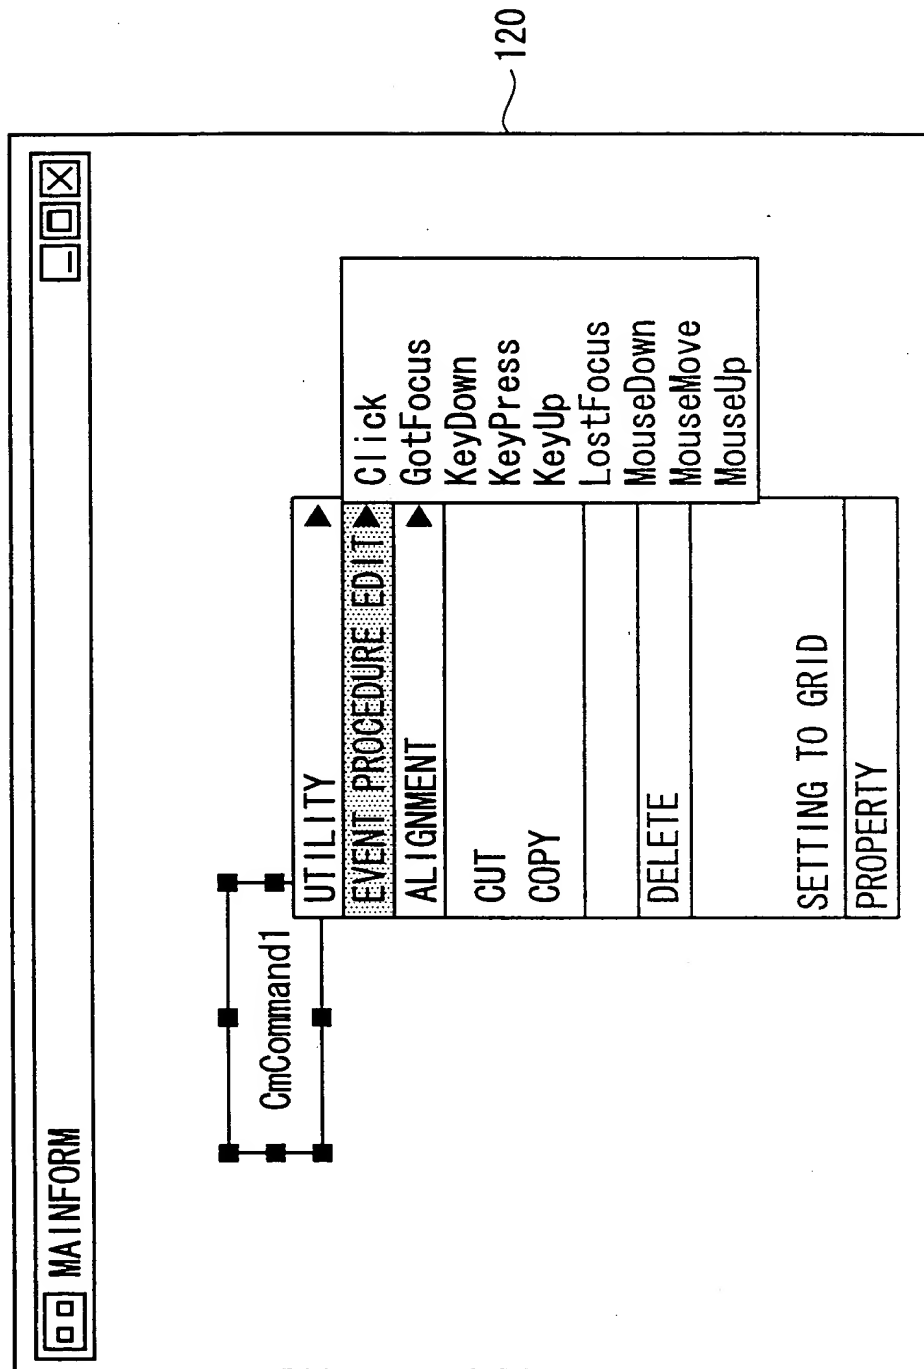 MAINFORM
CmCommand1
UTILITY
EVENT PROCEDURE EDIT
ALIGNMENT
CUT
COPY
DELETE
SETTING TO GRID
PROPERTY
Click
GotFocus
KeyDown
KeyPress
KeyUp
LostFocus
MouseDown
MouseMove
MouseUp
120